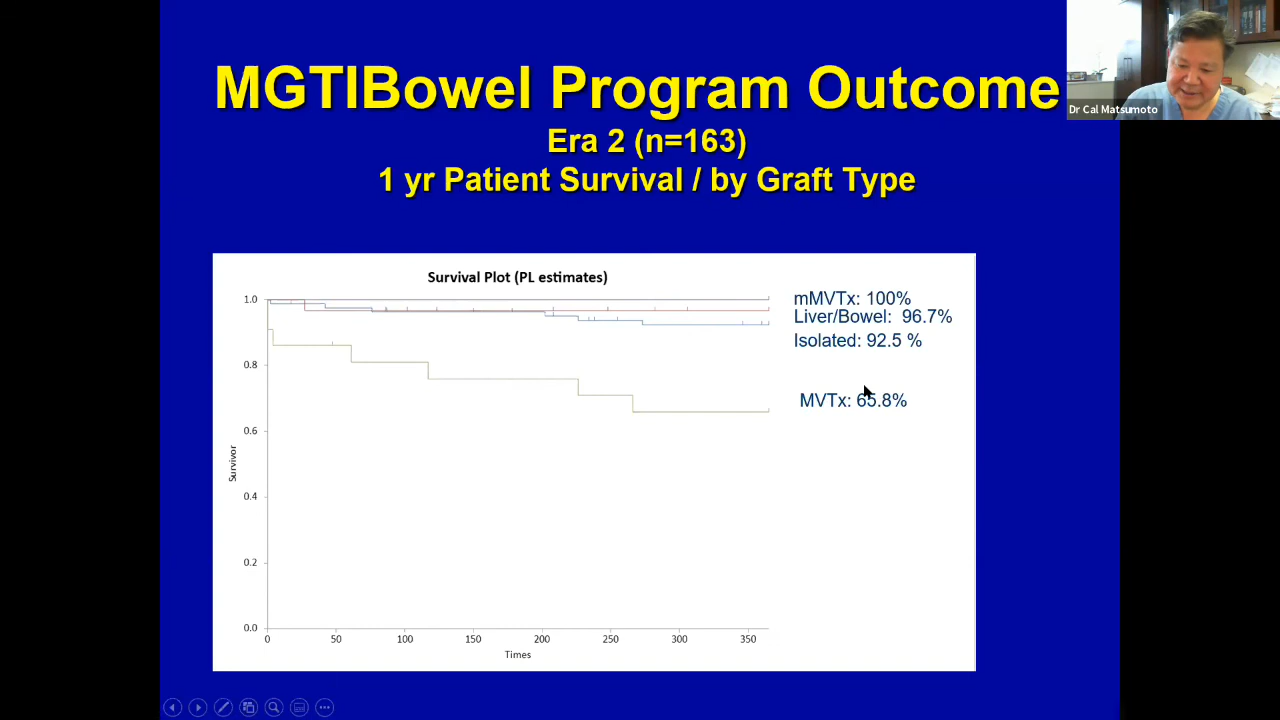 MGTIBowel Program Outcome
Era 2 (n=163)
1 yr Patient Survival / by Graft Type
Dr Cal Matsumoto
Survival Plot (PL estimates)
1.0
0.8
0.6
0.4
0.2
0.0
Survivor
0 50 100 150 200 250 300 350
Times
mMVTx: 100%
Liver/Bowel: 96.7%
Isolated: 92.5 %
MVTx: 65.8%